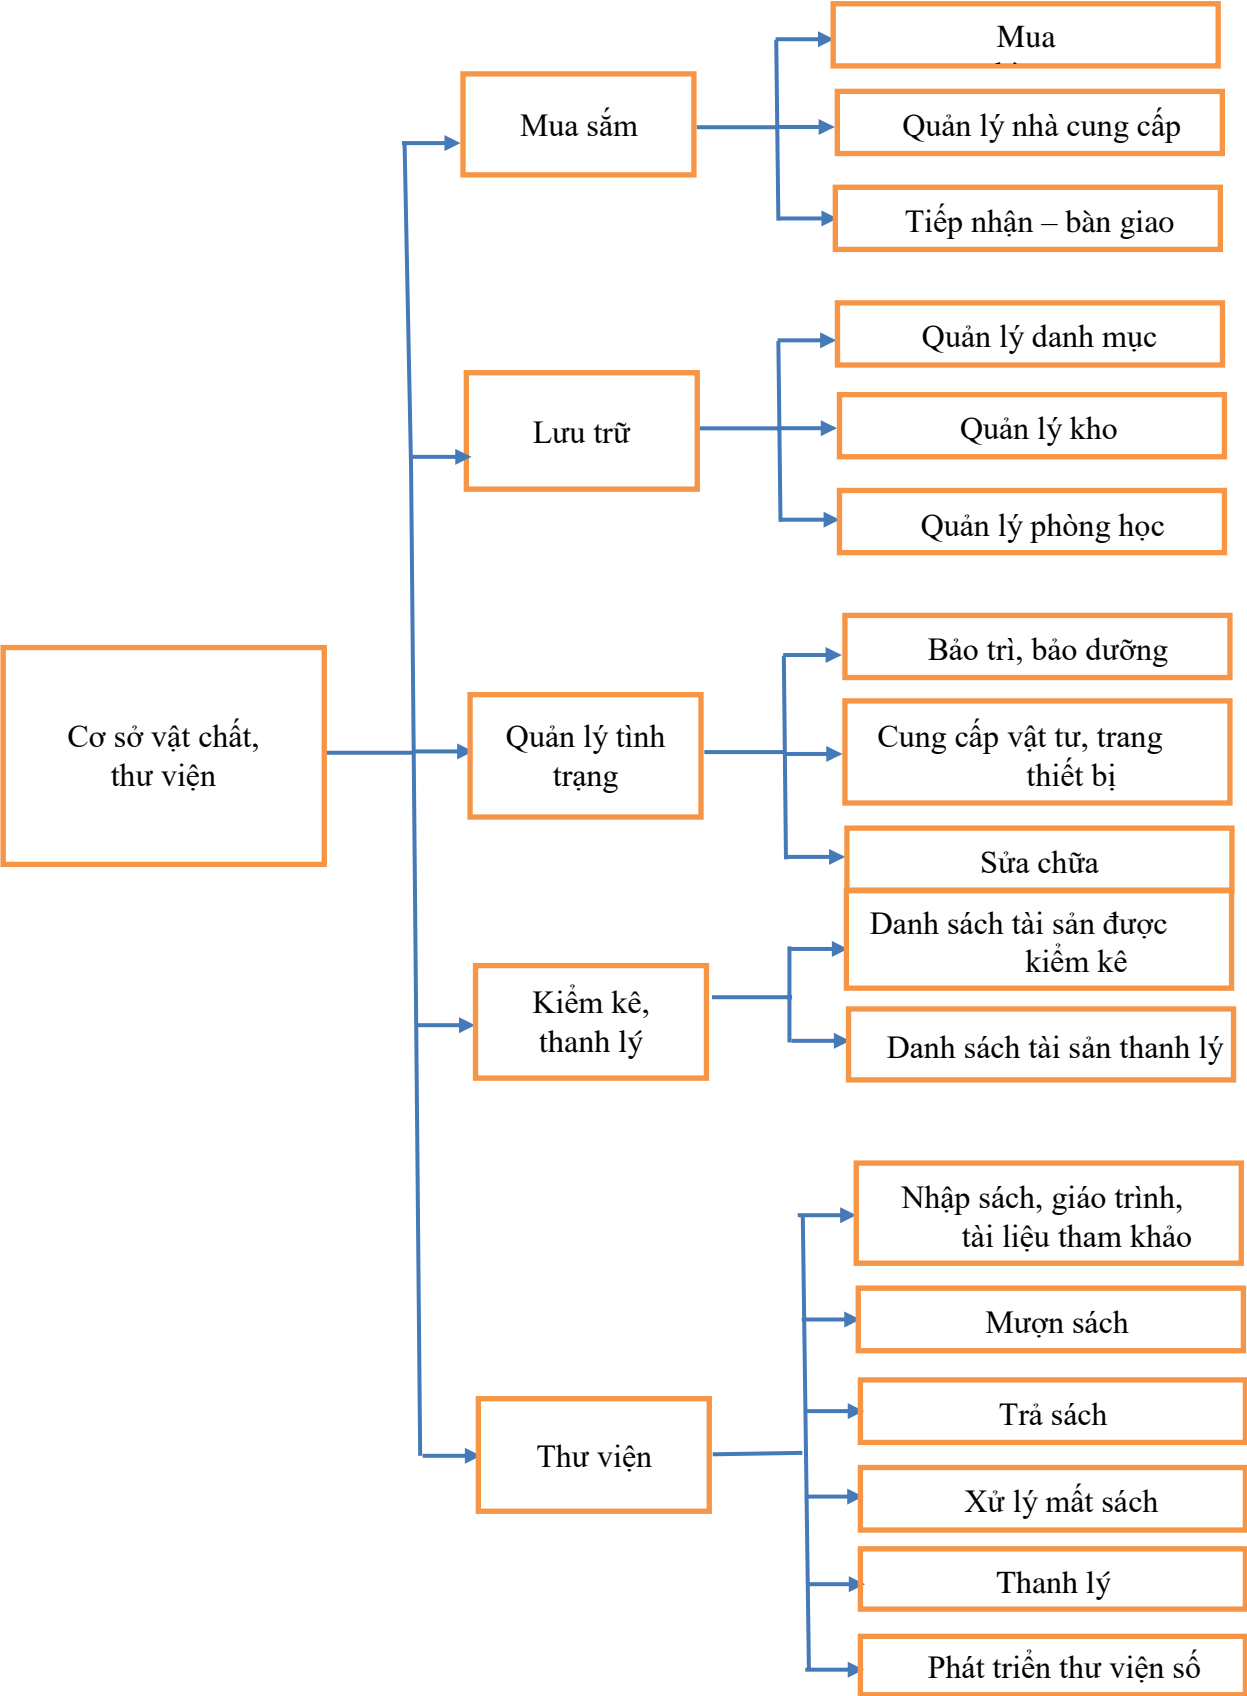 Mua
Mua sắm
Quản lý nhà cung cấp
Tiếp nhận – bàn giao
Quản lý danh mục
Lưu trữ
Quản lý kho
Quản lý phòng học
Cơ sở vật chất,
thư viện
Quản lý tình
trạng
Bảo trì, bảo dưỡng
Cung cấp vật tư, trang
thiết bị
Sửa chữa
Kiểm kê,
thanh lý
Danh sách tài sản được
kiểm kê
Danh sách tài sản thanh lý
Thư viện
Nhập sách, giáo trình,
tài liệu tham khảo
Mượn sách
Trả sách
Xử lý mất sách
Thanh lý
Phát triển thư viện số